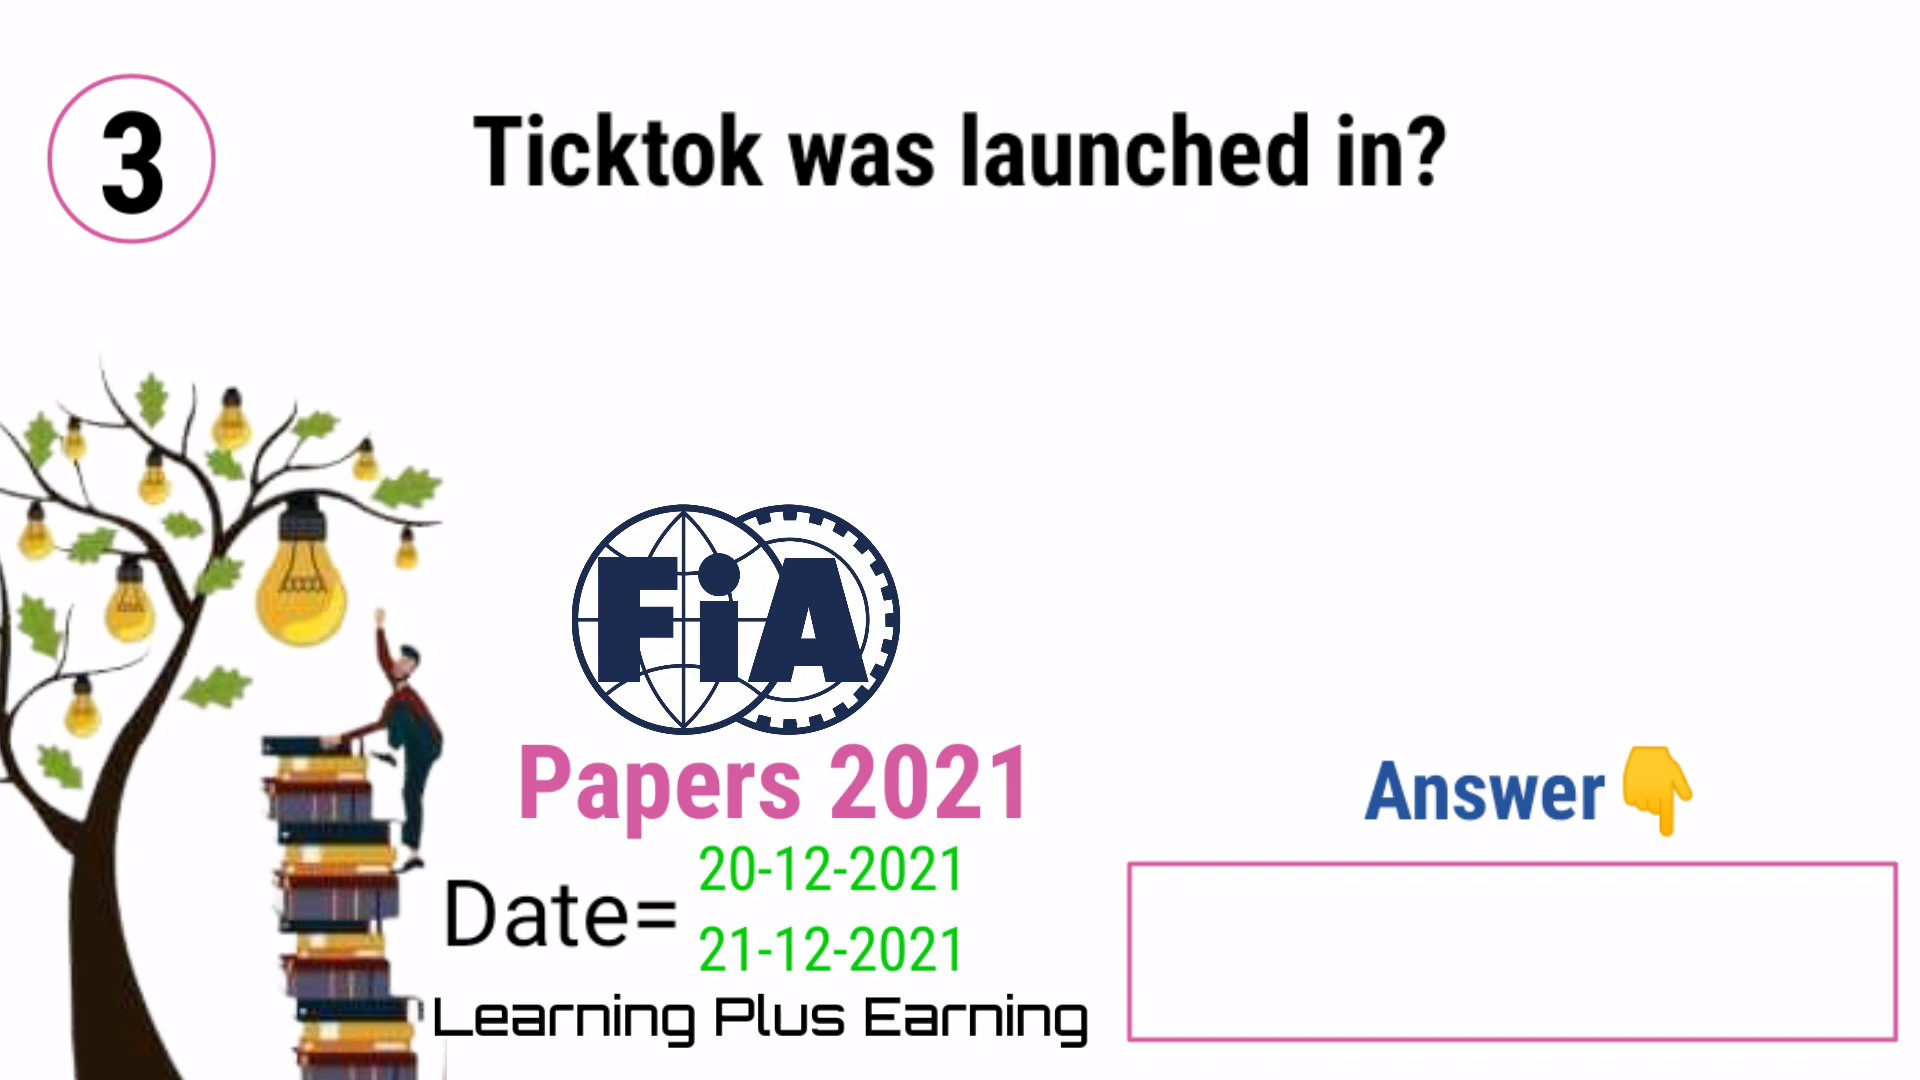 3
Ticktok was launched in?
FiA
Papers 2021
Answer
Date=
20-12-2021
21-12-2021
Learning Plus Earning